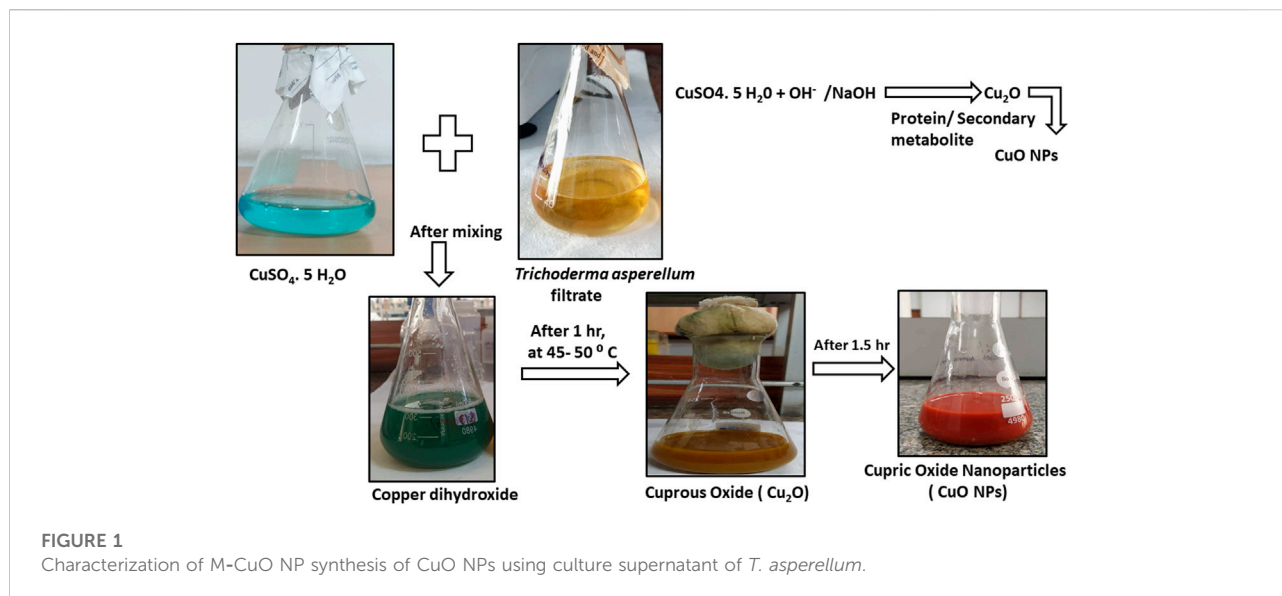 CuSO4. 5 H₂0 + OH⁻ /NaOH
Cu₂O
Protein/ Secondary
metabolite
CuO NPs
After mixing
CuSO₄. 5 H₂O
Trichoderma asperellum
filtrate
After 1 hr,
at 45- 50 ⁰ C
After 1.5 hr
250
4980
Copper dihydroxide
Cuprous Oxide ( Cu₂O)
Cupric Oxide Nanoparticles
( CuO NPs)
FIGURE 1
Characterization of M-CuO NP synthesis of CuO NPs using culture supernatant of T. asperellum.